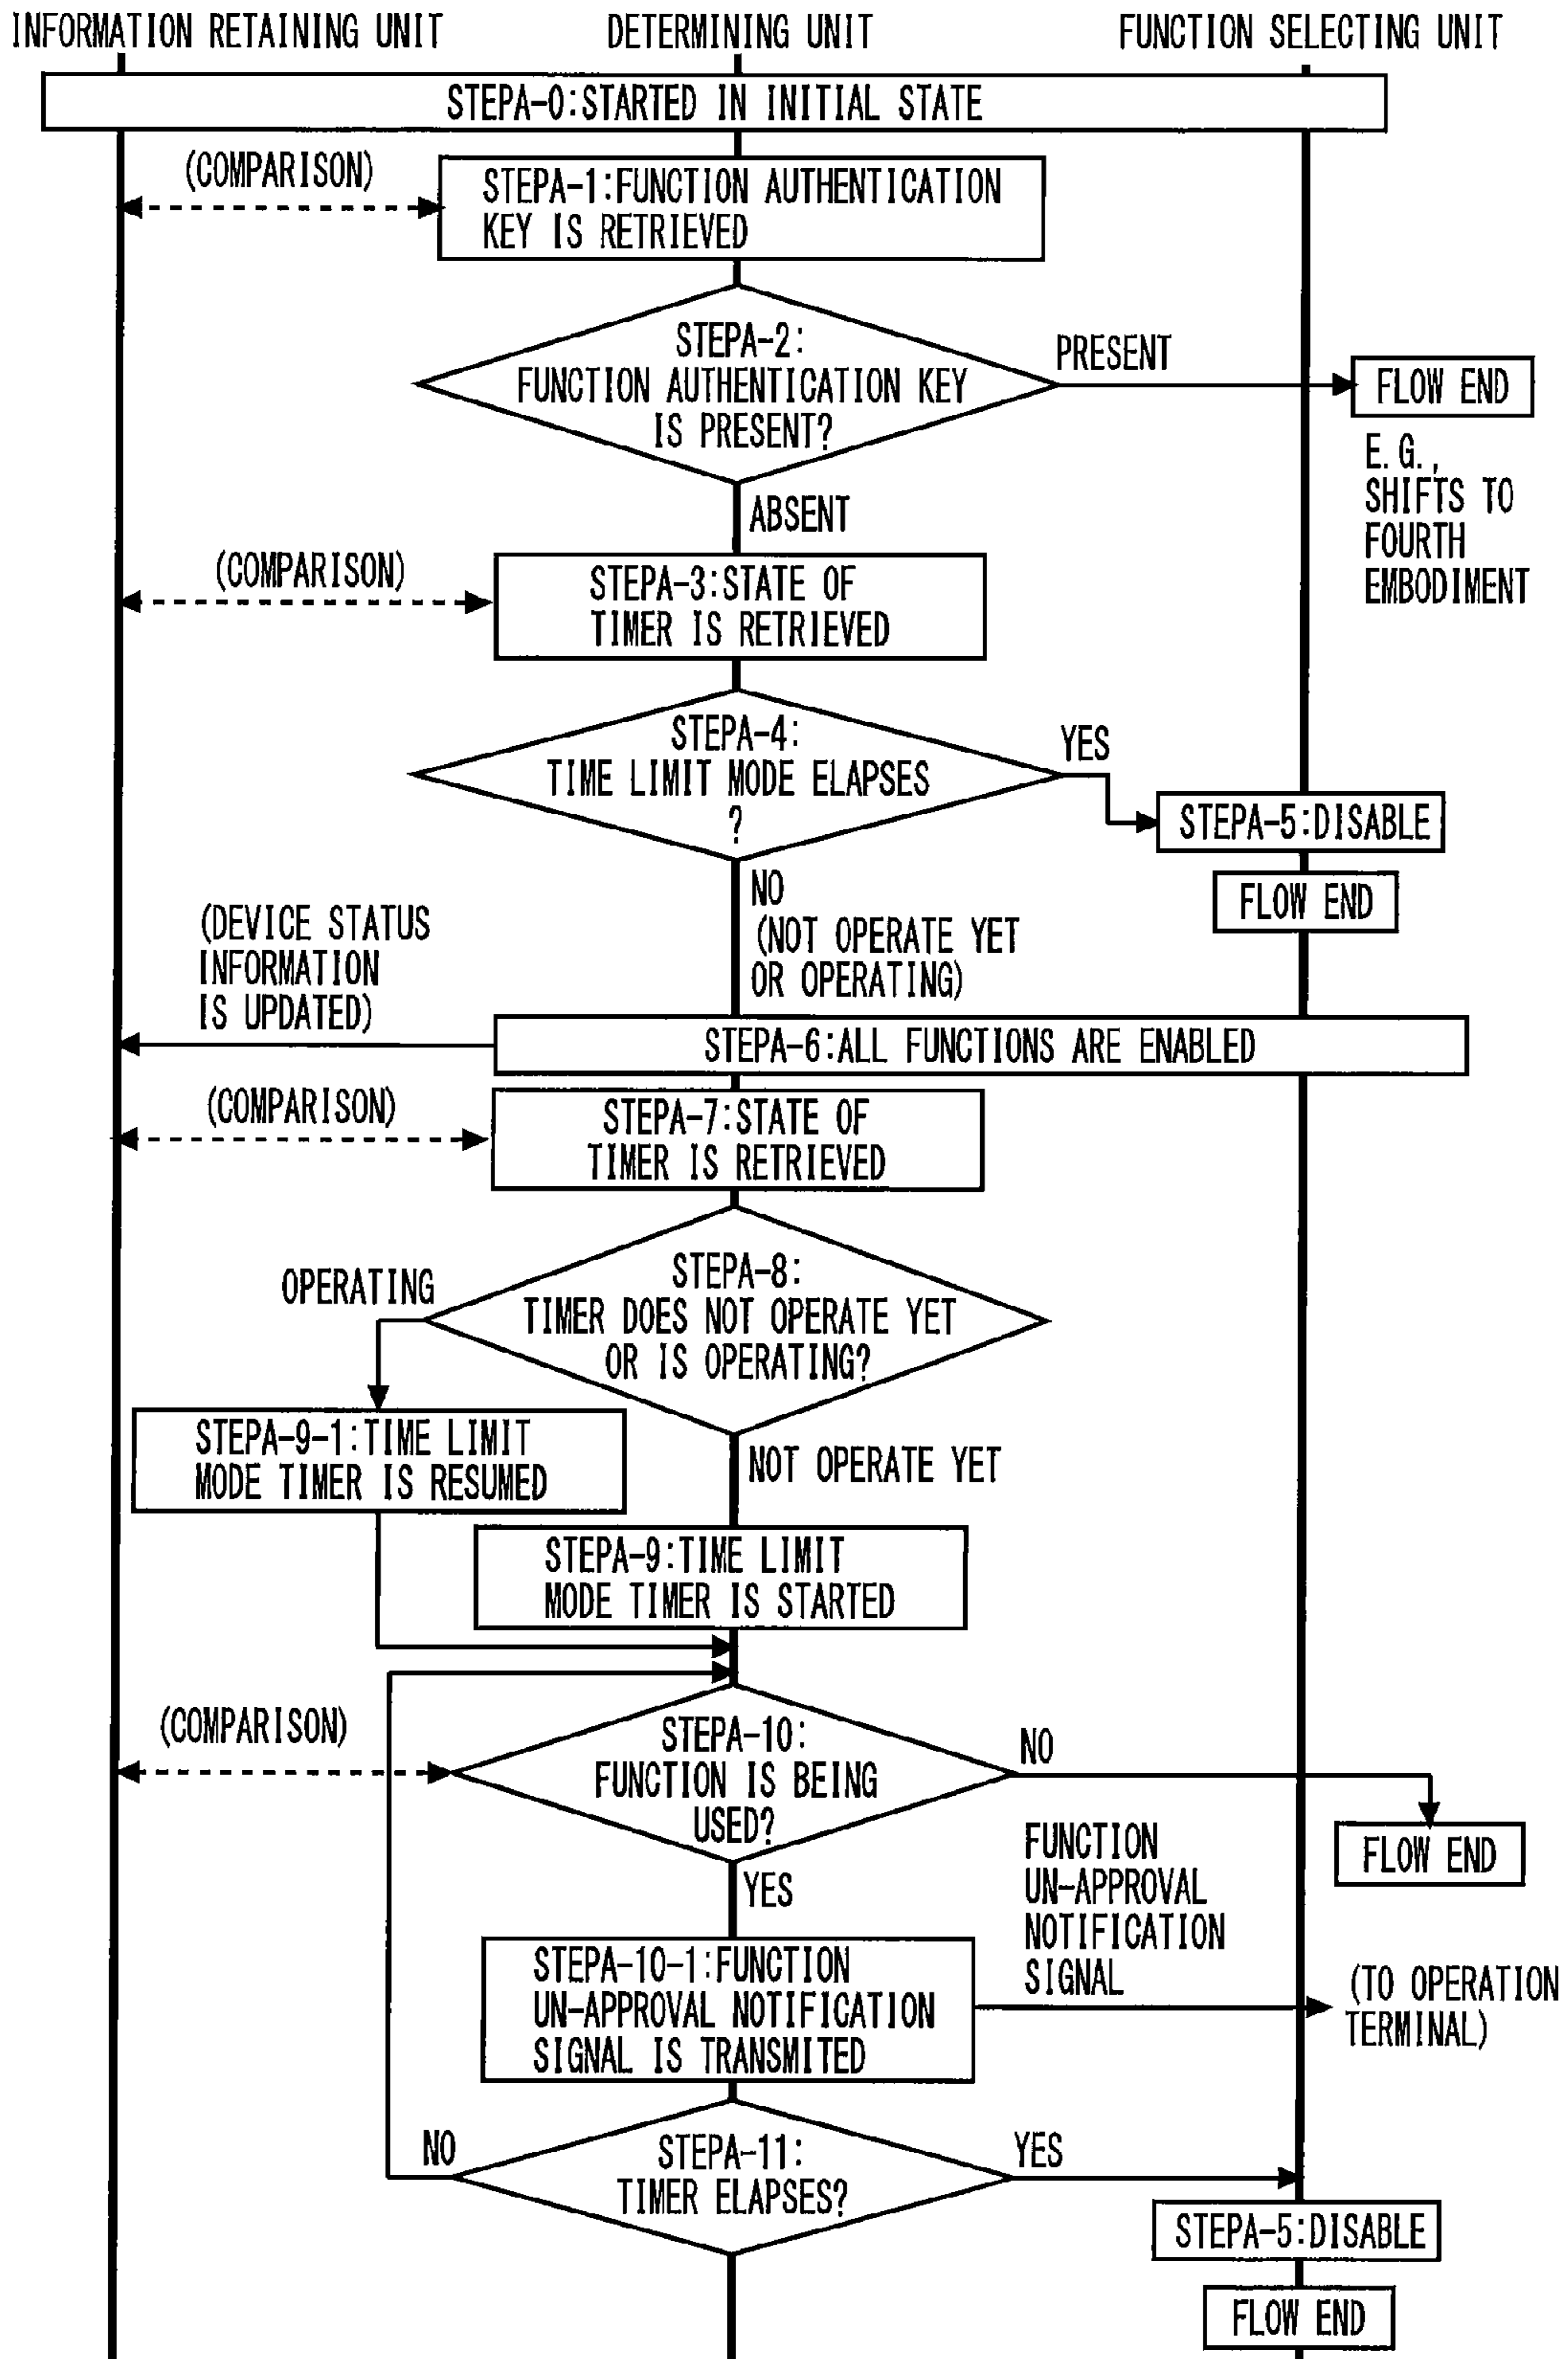 INFORMATION RETAINING UNIT
DETERMINING UNIT
FUNCTION SELECTING UNIT
STEPA-0:STARTED IN INITIAL STATE
(COMPARISON)
STEPA-1:FUNCTION AUTHENTICATION
KEY IS RETRIEVED
STEPA-2:
FUNCTION AUTHENTICATION KEY
IS PRESENT?
PRESENT
FLOW END
E.G.,
SHIFTS TO
FOURTH
EMBODIMENT
ABSENT
(COMPARISON)
STEPA-3:STATE OF
TIMER IS RETRIEVED
STEPA-4:
TIME LIMIT MODE ELAPSES
?
YES
STEPA-5:DISABLE
FLOW END
NO
(NOT OPERATE YET
OR OPERATING)
(DEVICE STATUS
INFORMATION
IS UPDATED)
STEPA-6:ALL FUNCTIONS ARE ENABLED
(COMPARISON)
STEPA-7:STATE OF
TIMER IS RETRIEVED
STEPA-8:
TIMER DOES NOT OPERATE YET
OR IS OPERATING?
OPERATING
STEPA-9-1:TIME LIMIT
MODE TIMER IS RESUMED
NOT OPERATE YET
STEPA-9:TIME LIMIT
MODE TIMER IS STARTED
(COMPARISON)
STEPA-10:
FUNCTION IS BEING
USED?
NO
FLOW END
YES
FUNCTION
UN-APPROVAL
NOTIFICATION
SIGNAL
STEPA-10-1:FUNCTION
UN-APPROVAL NOTIFICATION
SIGNAL IS TRANSMITED
(TO OPERATION
TERMINAL)
STEPA-11:
TIMER ELAPSES?
NO
YES
STEPA-5:DISABLE
FLOW END